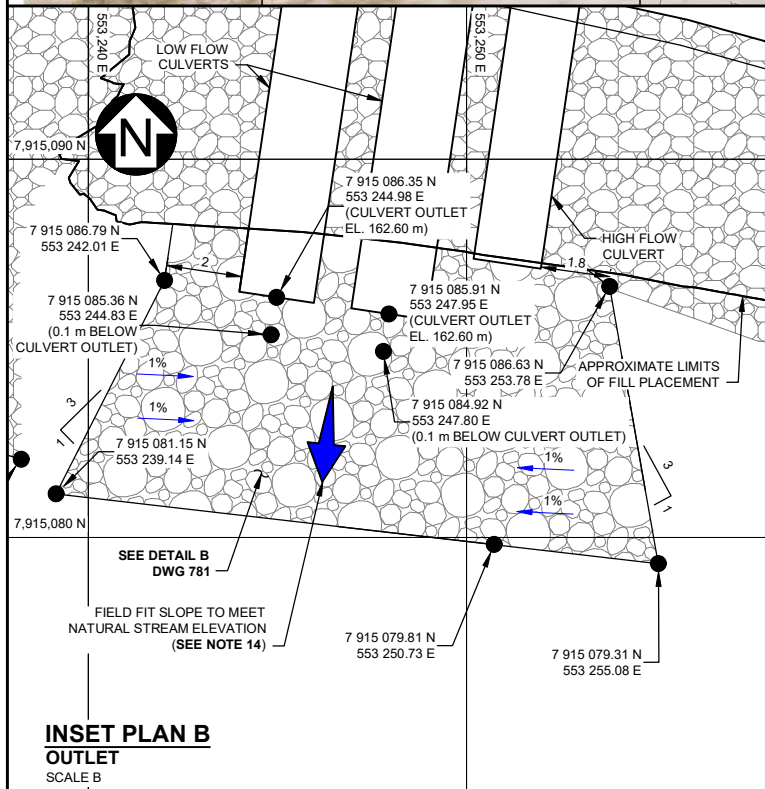 553,240 E
553,250 E
LOW FLOW
CULVERTS
N
7,915,090 N
7 915 086.35 N
553 244.98 E
(CULVERT OUTLET
EL. 162.60 m)
7 915 086.79 N
553 242.01 E
2
HIGH FLOW
CULVERT
1.8
7 915 085.36 N
553 244.83 E
(0.1 m BELOW
CULVERT OUTLET)
7 915 085.91 N
553 247.95 E
(CULVERT OUTLET
EL. 162.60 m)
7 915 086.63 N
553 253.78 E
APPROXIMATE LIMITS
OF FILL PLACEMENT
1%
1%
3
1
7 915 084.92 N
553 247.80 E
(0.1 m BELOW CULVERT OUTLET)
7 915 081.15 N
553 239.14 E
1%
1%
3
1
7,915,080 N
SEE DETAIL B
DWG 781
FIELD FIT SLOPE TO MEET
NATURAL STREAM ELEVATION
(SEE NOTE 14)
7 915 079.81 N
553 250.73 E
7 915 079.31 N
553 255.08 E
INSET PLAN B
OUTLET
SCALE B